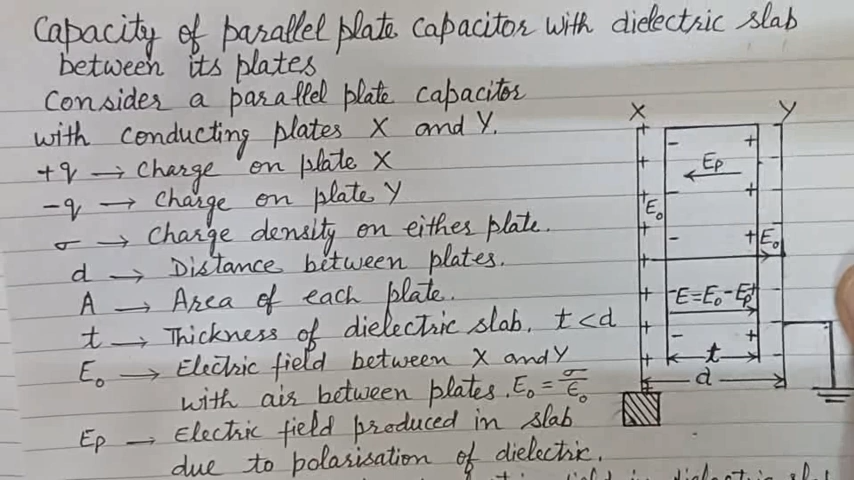 Capacity of parallel plate capacitor with dielectric slab
between its plates
Consider a parallel plate capacitor
with conducting plates X and Y.
+q → Charge on plate X
-q → Charge on plate Y
σ → Charge density on either plate.
d → Distance between plates.
A → Area of each plate.
t → Thickness of dielectric slab. t < d
E₀ → Electric field between X and Y
with air between plates. E₀ = σ/ε₀
Ep → Electric field produced in slab
due to polarisation of dielectric.
X Y
Ep
E₀
E₀
E = E₀ - Ep
t
d